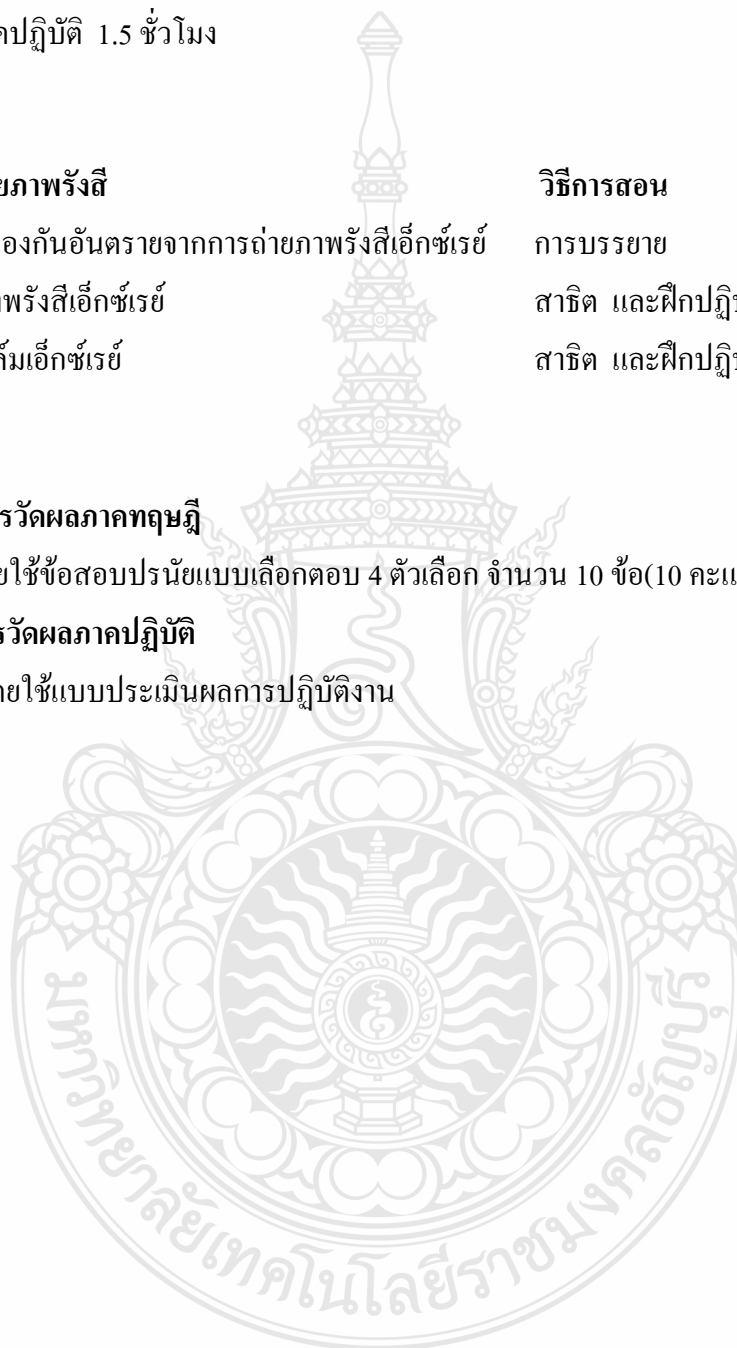 คปฏิบัติ 1.5 ชั่วโมง
ยภาพรังสี วิธีการสอน
องกันอันตรายจากการถ่ายภาพรังสีเอ็กซ์เรย์ การบรรยาย
าพรังสีเอ็กซ์เรย์ สาธิต และฝึกปฏิบ
ล์มเอ็กซ์เรย์ สาธิต และฝึกปฏิบ
รวัดผลภาคทฤษฎี
ยใช้ข้อสอบปรนัยแบบเลือกตอบ 4 ตัวเลือก จำนวน 10 ข้อ(10 คะแ
รวัดผลภาคปฏิบัติ
ดยใช้แบบประเมินผลการปฏิบัติงาน
มหาวิทยาลัยเทคโนโลยีราชมงคลธัญบุรี